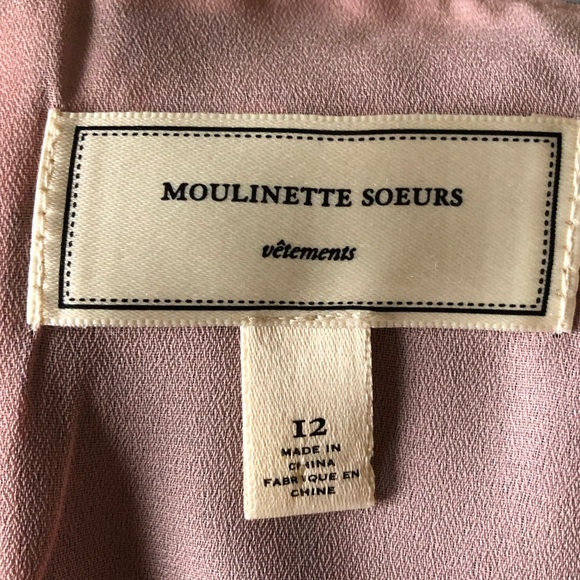 MOULINETTE SOEURS
vêtements
12
MADE IN
CHINA
FABRIQUE EN
CHINE